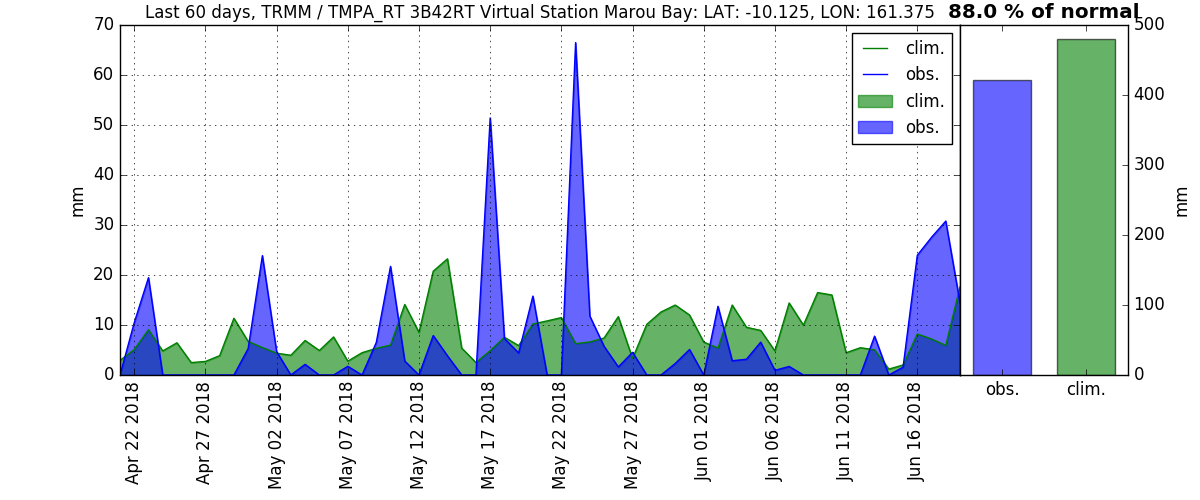 Last 60 days, TRMM / TMPA_RT 3B42RT Virtual Station Marou Bay: LAT: -10.125, LON: 161.375
88.0 % of normal
70
60
50
40
30
20
10
0
mm
clim.
obs.
clim.
obs.
500
400
300
200
100
0
mm
obs.
clim.
Apr 22 2018
Apr 27 2018
May 02 2018
May 07 2018
May 12 2018
May 17 2018
May 22 2018
May 27 2018
Jun 01 2018
Jun 06 2018
Jun 11 2018
Jun 16 2018